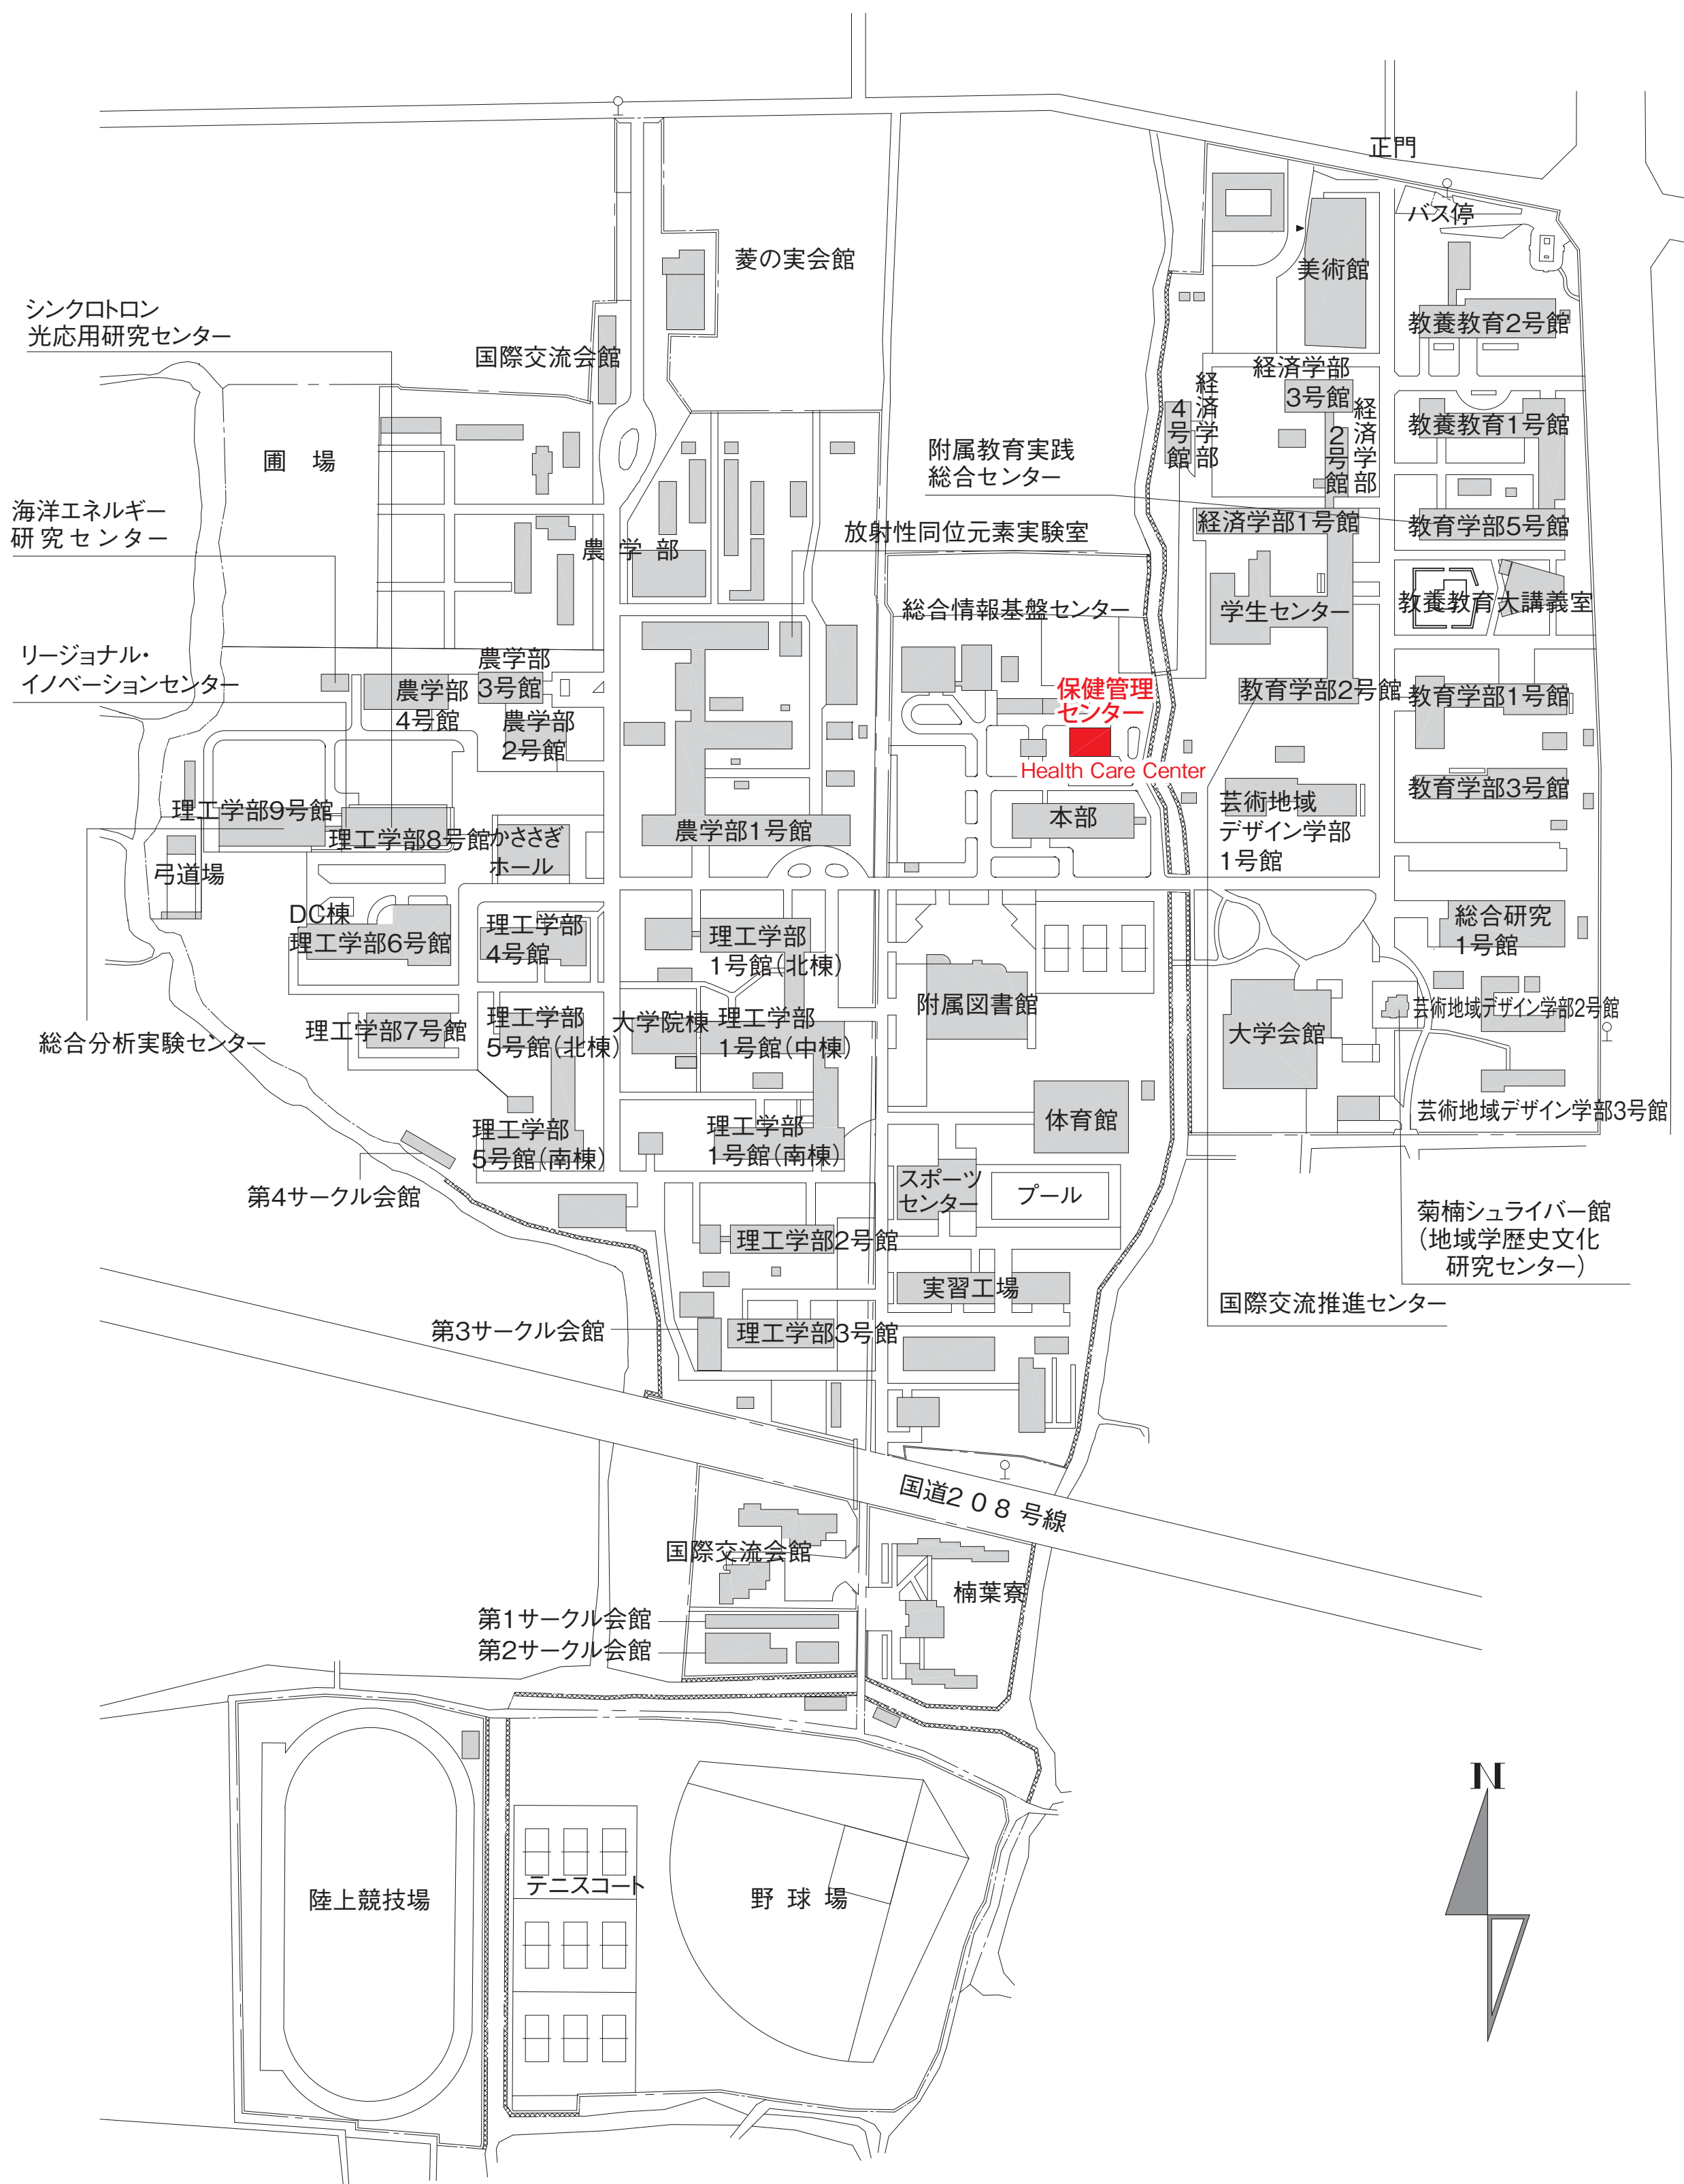 正門
バス停
美術館
菱の実会館
教養教育2号館
シンクロトロン
光応用研究センター
国際交流会館
経済学部
3号館
経済学部
4号館
経済学部
2号館
教養教育1号館
附属教育実践
総合センター
圃 場
海洋エネルギー
研究センター
農 学 部
放射性同位元素実験室
経済学部1号館
教育学部5号館
総合情報基盤センター
学生センター
教養教育大講義室
リージョナル・
イノベーションセンター
農学部
3号館
農学部
4号館
農学部
2号館
保健管理
センター
Health Care Center
教育学部2号館
教育学部1号館
教育学部3号館
理工学部9号館
理工学部8号館
かささぎ
ホール
農学部1号館
本部
芸術地域
デザイン学部
1号館
弓道場
DC棟
理工学部6号館
理工学部
4号館
理工学部
1号館（北棟）
総合研究
1号館
附属図書館
大学会館
芸術地域デザイン学部2号館
総合分析実験センター
理工学部7号館
理工学部
5号館（北棟）
大学院棟
理工学部
1号館（中棟）
体育館
芸術地域デザイン学部3号館
理工学部
5号館（南棟）
理工学部
1号館（南棟）
第4サークル会館
スポーツ
センター
プール
菊楠シュライバー館
（地域学歴史文化
研究センター）
理工学部2号館
実習工場
国際交流推進センター
第3サークル会館
理工学部3号館
国道208号線
国際交流会館
楠葉寮
第1サークル会館
第2サークル会館
N
陸上競技場
テニスコート
野 球 場